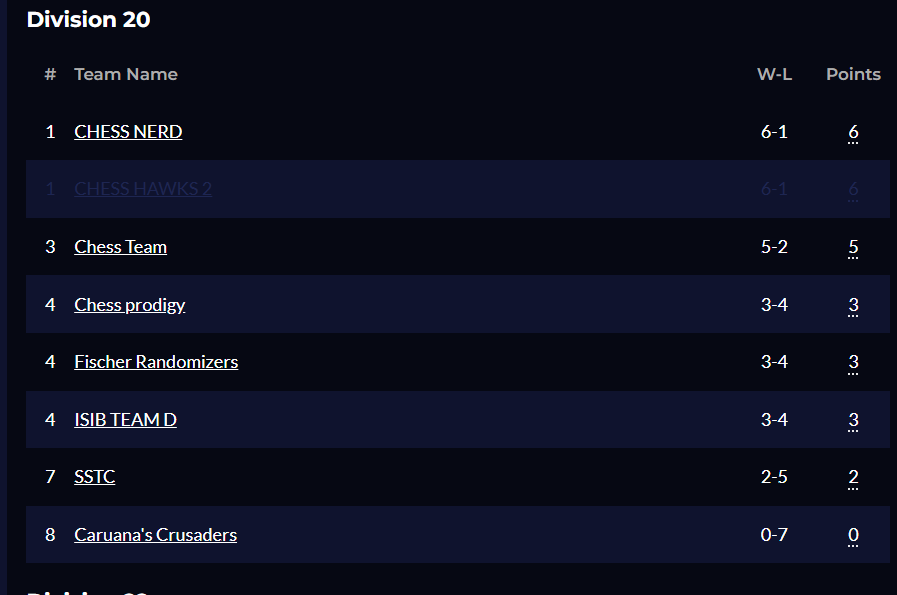 Division 20
# Team Name W-L Points
1 CHESS NERD 6-1 6
1 CHESS HAWKS 2 6-1 6
3 Chess Team 5-2 5
4 Chess prodigy 3-4 3
4 Fischer Randomizers 3-4 3
4 ISIB TEAM D 3-4 3
7 SSTC 2-5 2
8 Caruana's Crusaders 0-7 0